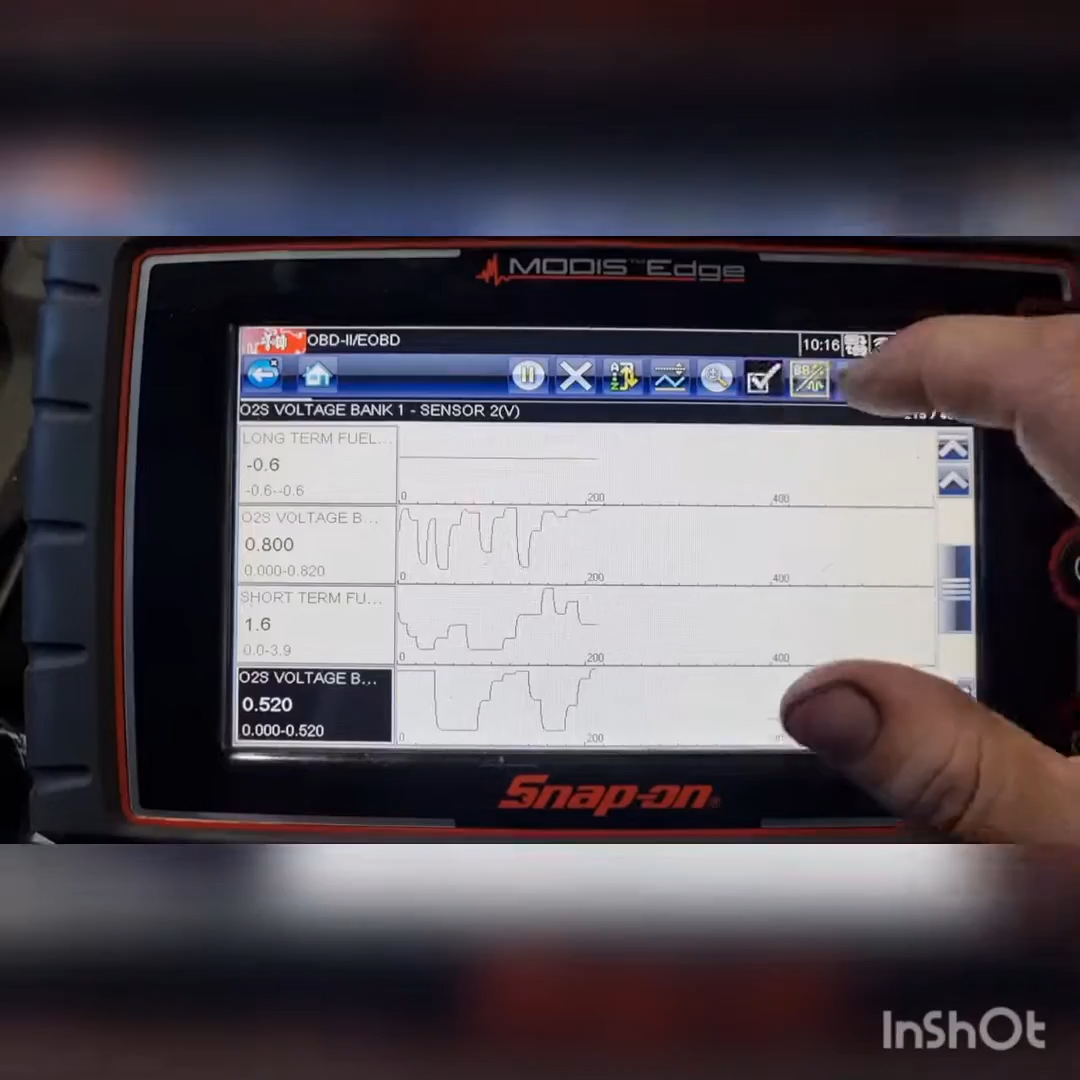 MODIS™ Edge
OBD-II/EOBD
10:16
O2S VOLTAGE BANK 1 - SENSOR 2(V)
LONG TERM FUEL...
-0.6
-0.6--0.6
0 200 400
O2S VOLTAGE B...
0.800
0.000-0.820
0 200 400
SHORT TERM FU...
1.6
0.0-3.9
0 200 400
O2S VOLTAGE B...
0.520
0.000-0.520
0 200
Snap-on®
InShOt